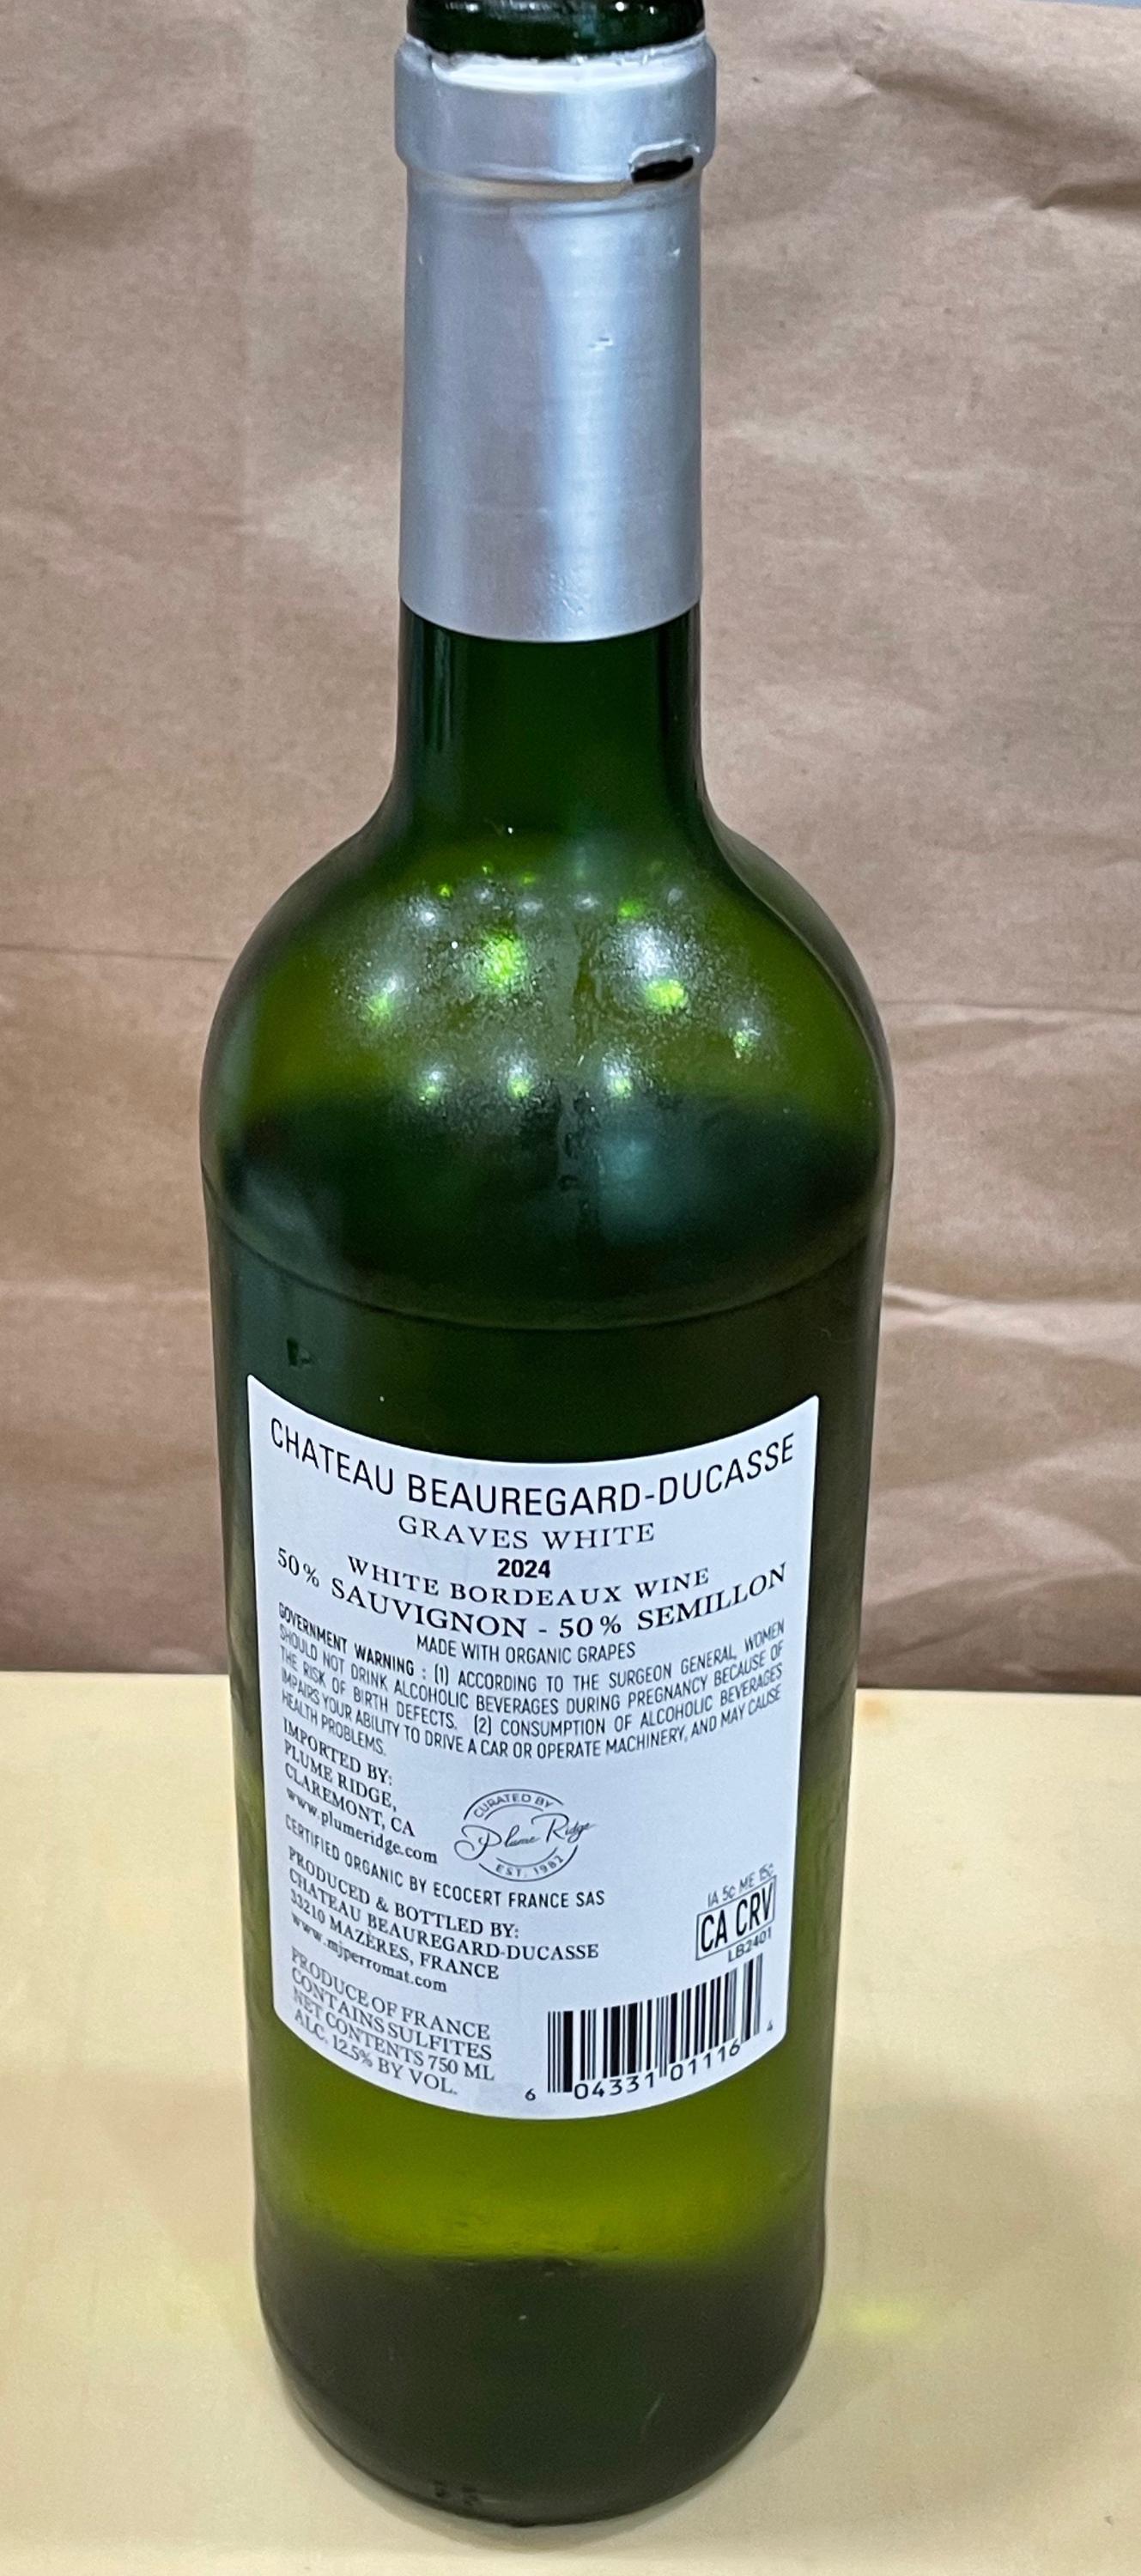 CHATEAU BEAUREGARD-DUCASSE
GRAVES WHITE
2024
WHITE BORDEAUX WINE
50% SAUVIGNON - 50% SEMILLON
MADE WITH ORGANIC GRAPES
GOVERNMENT WARNING : (1) ACCORDING TO THE SURGEON GENERAL, WOMEN
SHOULD NOT DRINK ALCOHOLIC BEVERAGES DURING PREGNANCY BECAUSE OF
THE RISK OF BIRTH DEFECTS. (2) CONSUMPTION OF ALCOHOLIC BEVERAGES
IMPAIRS YOUR ABILITY TO DRIVE A CAR OR OPERATE MACHINERY, AND MAY CAUSE
HEALTH PROBLEMS.
IMPORTED BY:
PLUME RIDGE,
CLAREMONT, CA
www.plumeridge.com
CURATED BY
Plume Ridge
EST. 1982
CERTIFIED ORGANIC BY ECOCERT FRANCE SAS
PRODUCED & BOTTLED BY:
CHATEAU BEAUREGARD-DUCASSE
33210 MAZÈRES, FRANCE
www.mjperromat.com
IA 5¢ ME 15¢
CA CRV
LB2401
PRODUCE OF FRANCE
CONTAINS SULFITES
NET CONTENTS 750 ML
ALC. 12.5% BY VOL.
6 04331 01116 4